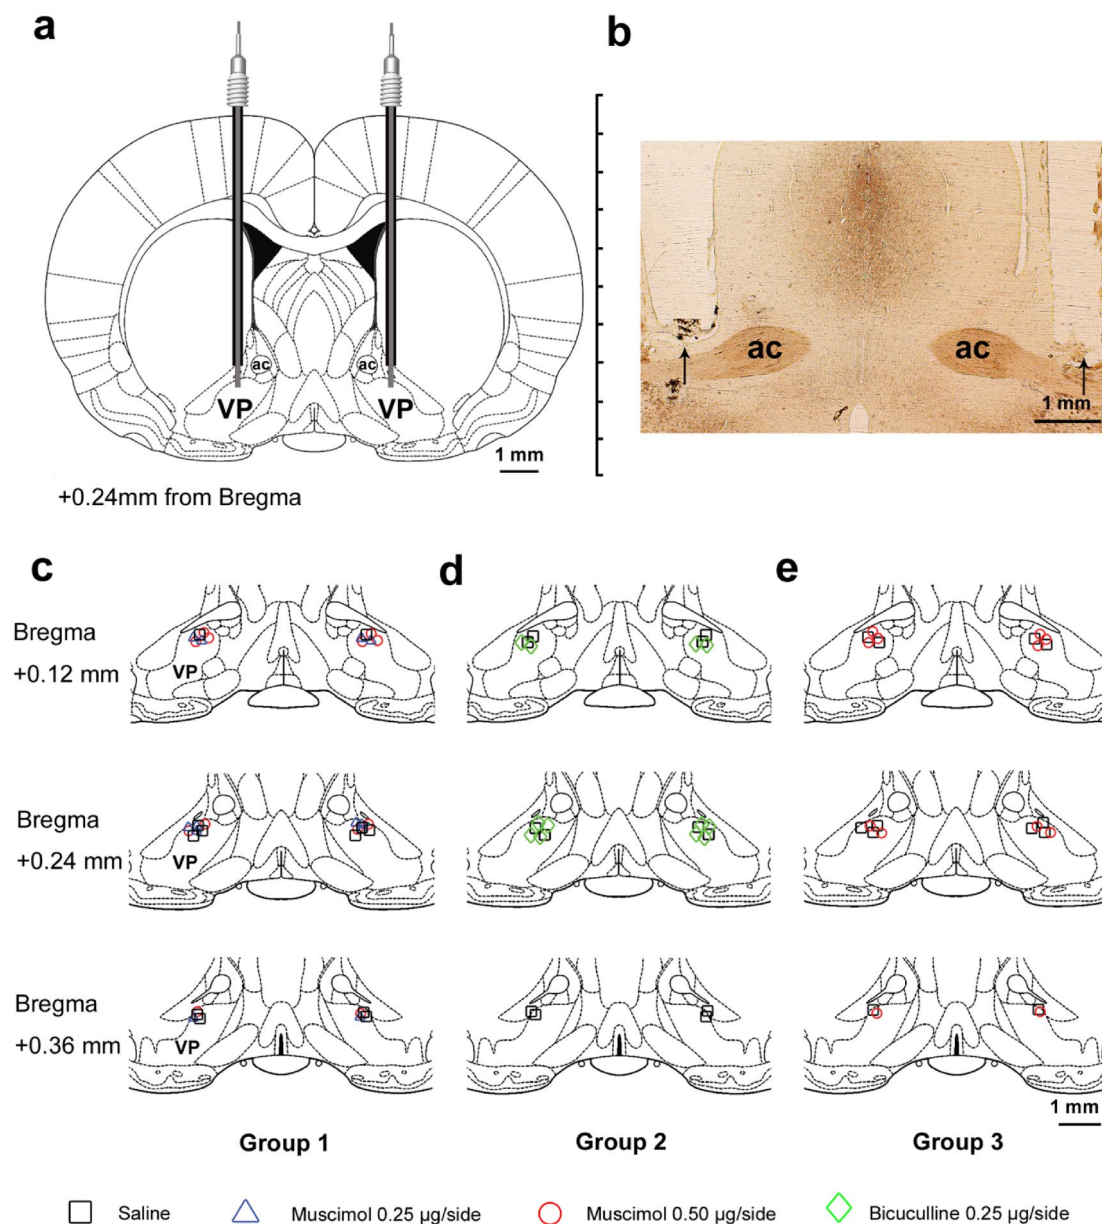 a
b
ac
ac
VP
VP
1 mm
+0.24mm from Bregma
ac
ac
1 mm
c
d
e
Bregma
+0.12 mm
VP
Bregma
+0.24 mm
VP
Bregma
+0.36 mm
VP
1 mm
Group 1
Group 2
Group 3
Saline
Muscimol 0.25 µg/side
Muscimol 0.50 µg/side
Bicuculline 0.25 µg/side